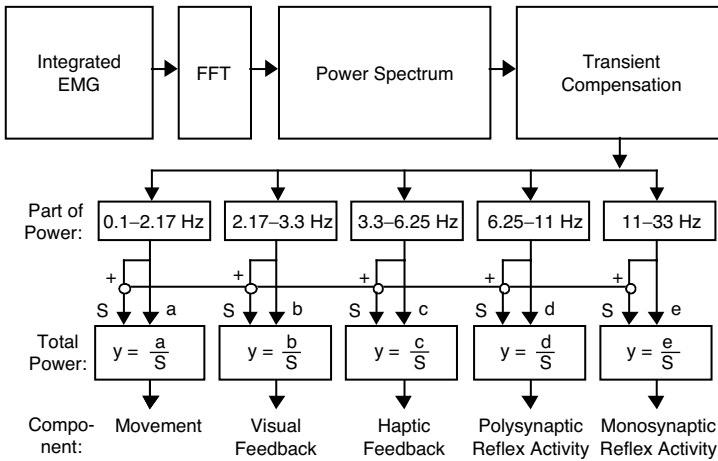 Integrated
EMG
FFT
Power Spectrum
Transient
Compensation
Part of
Power:
0.1–2.17 Hz
2.17–3.3 Hz
3.3–6.25 Hz
6.25–11 Hz
11–33 Hz
+ + + + +
S a S b S c S d S e
Total
Power:
y = a/S
y = b/S
y = c/S
y = d/S
y = e/S
Compo-
nent:
Movement
Visual
Feedback
Haptic
Feedback
Polysynaptic
Reflex Activity
Monosynaptic
Reflex Activity